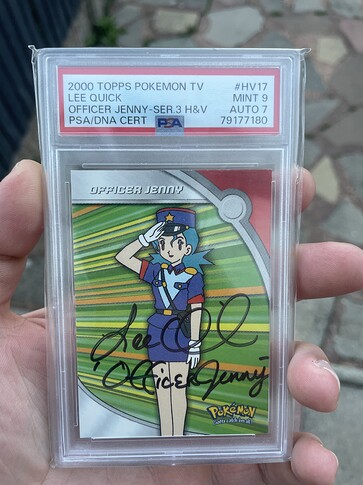 2000 TOPPS POKEMON TV #HV17
LEE QUICK MINT 9
OFFICER JENNY-SER.3 H&V AUTO 7
PSA/DNA CERT PSA 79177180
OFFICER JENNY
Lee Quick
"Officer Jenny"
POKéMON